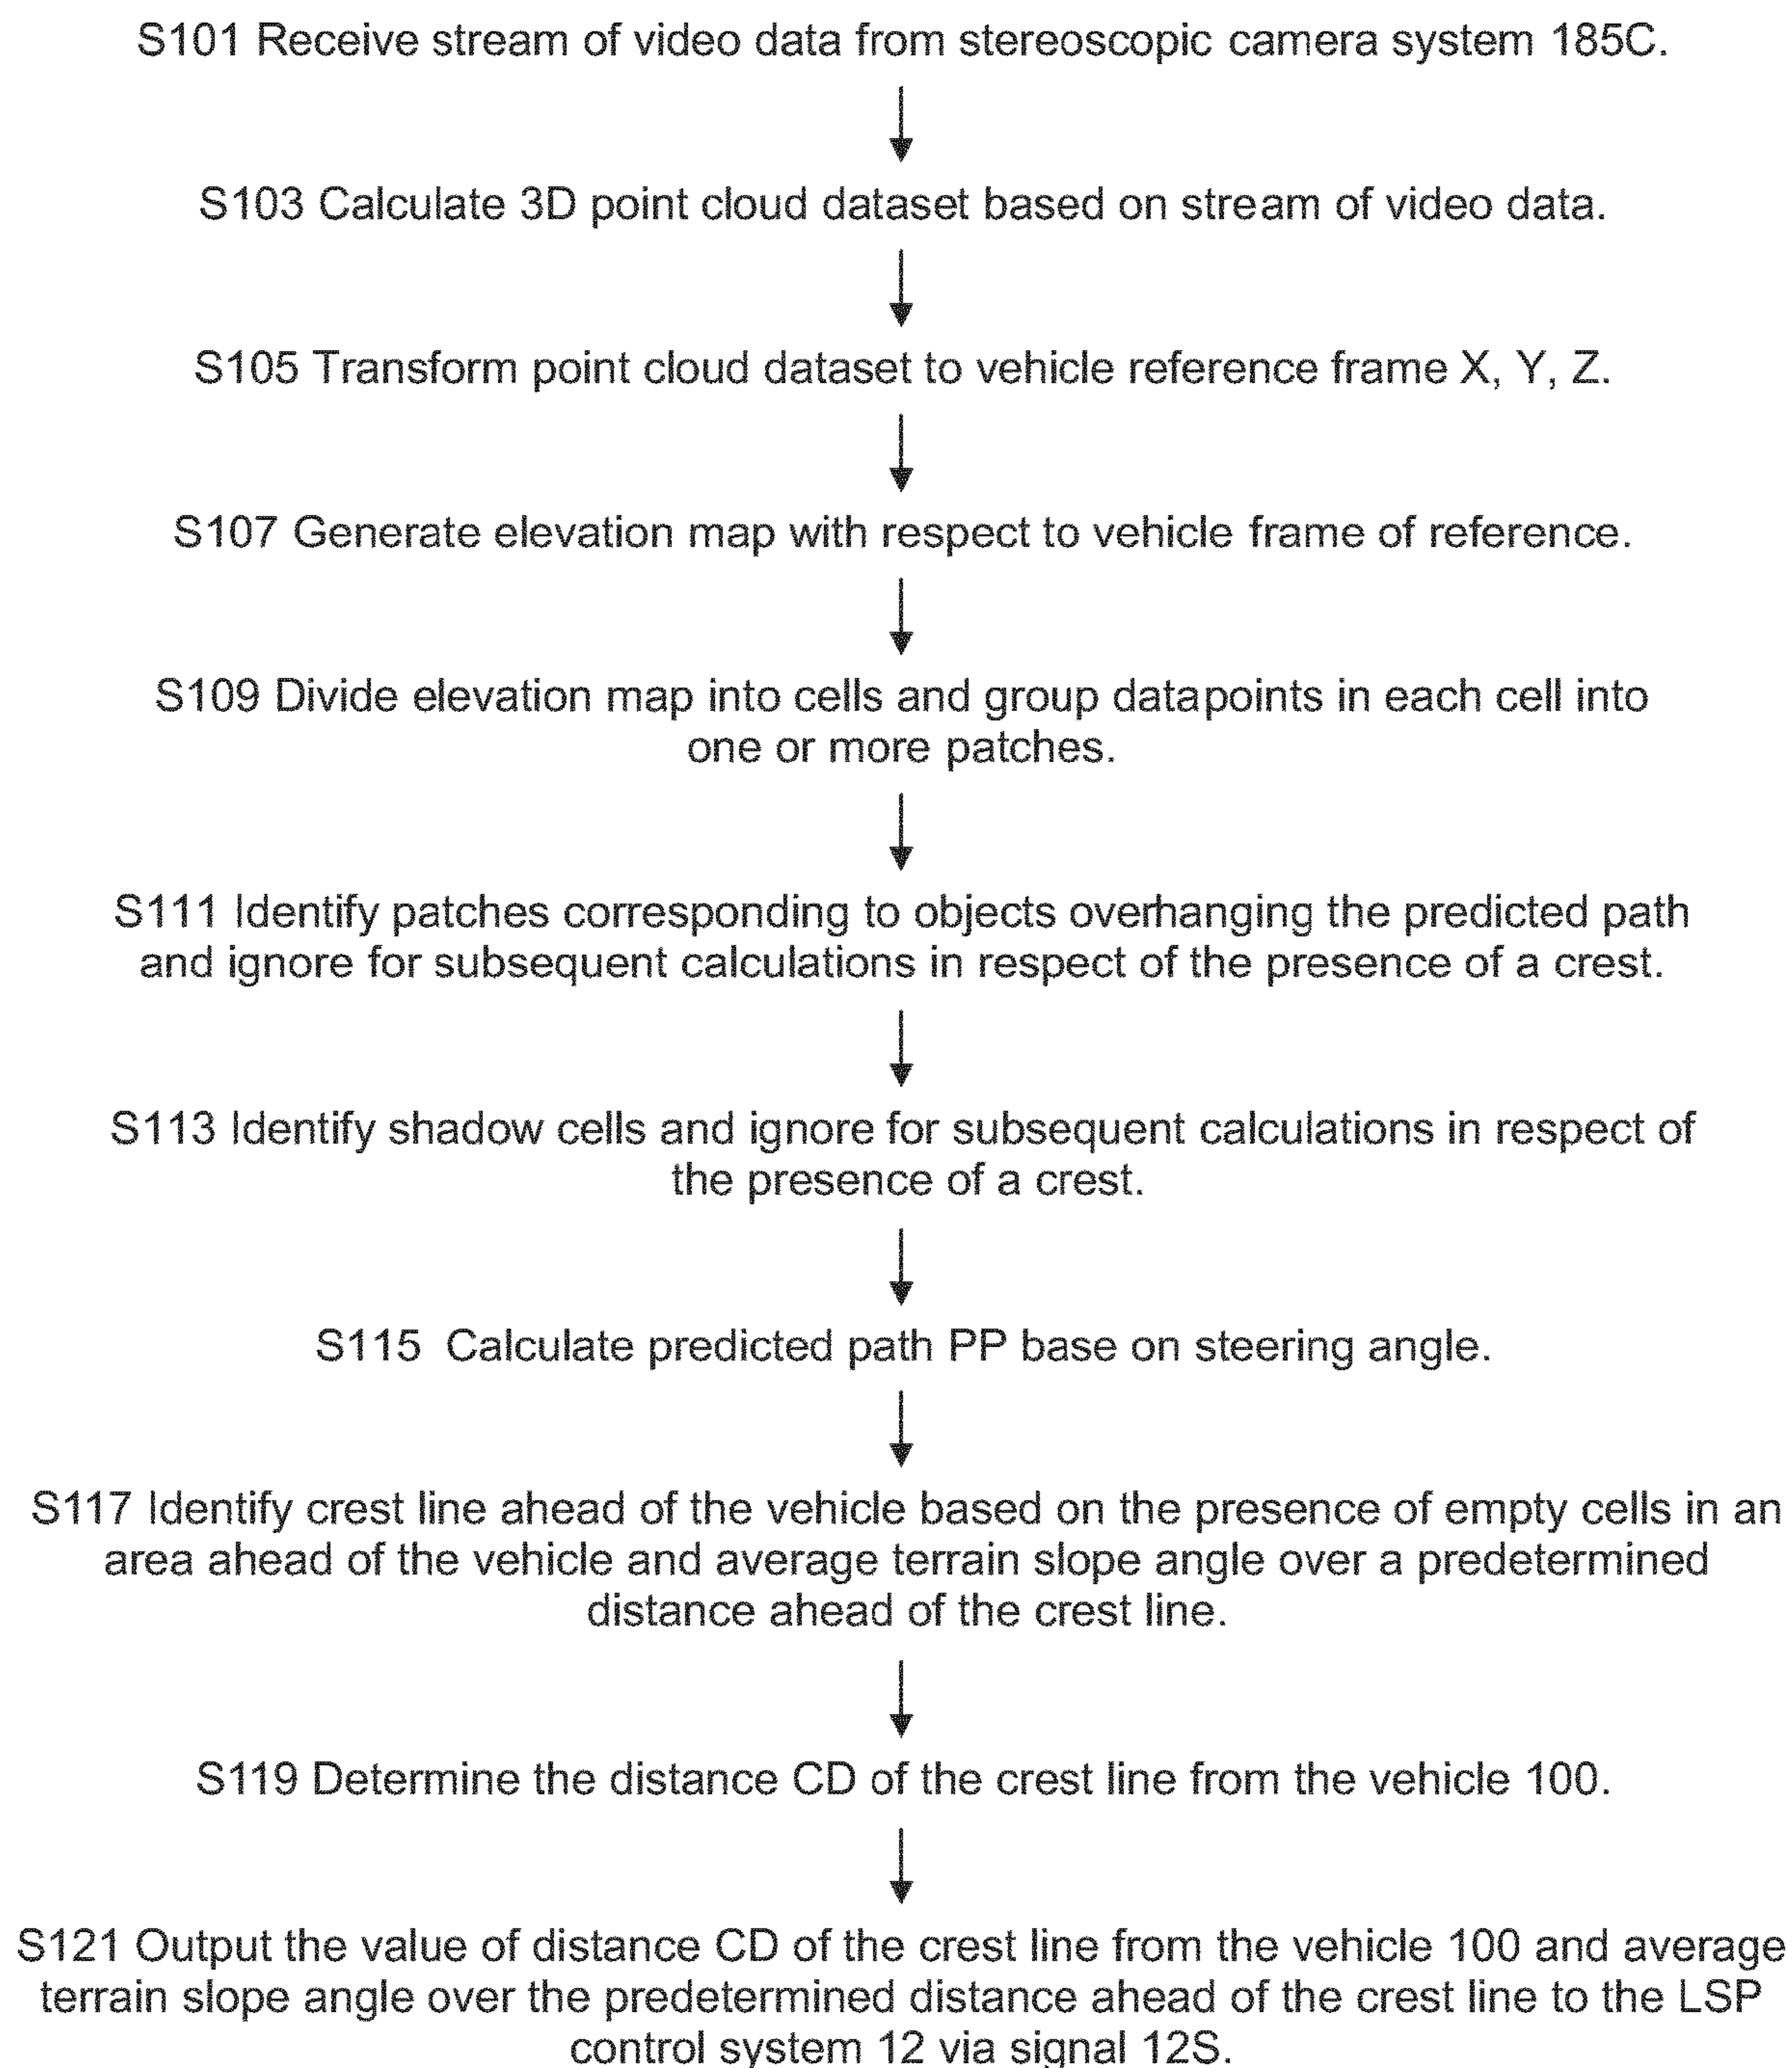 S101 Receive stream of video data from stereoscopic camera system 185C.
S103 Calculate 3D point cloud dataset based on stream of video data.
S105 Transform point cloud dataset to vehicle reference frame X, Y, Z.
S107 Generate elevation map with respect to vehicle frame of reference.
S109 Divide elevation map into cells and group datapoints in each cell into
one or more patches.
S111 Identify patches corresponding to objects overhanging the predicted path
and ignore for subsequent calculations in respect of the presence of a crest.
S113 Identify shadow cells and ignore for subsequent calculations in respect of
the presence of a crest.
S115 Calculate predicted path PP base on steering angle.
S117 Identify crest line ahead of the vehicle based on the presence of empty cells in an
area ahead of the vehicle and average terrain slope angle over a predetermined
distance ahead of the crest line.
S119 Determine the distance CD of the crest line from the vehicle 100.
S121 Output the value of distance CD of the crest line from the vehicle 100 and average
terrain slope angle over the predetermined distance ahead of the crest line to the LSP
control system 12 via signal 12S.